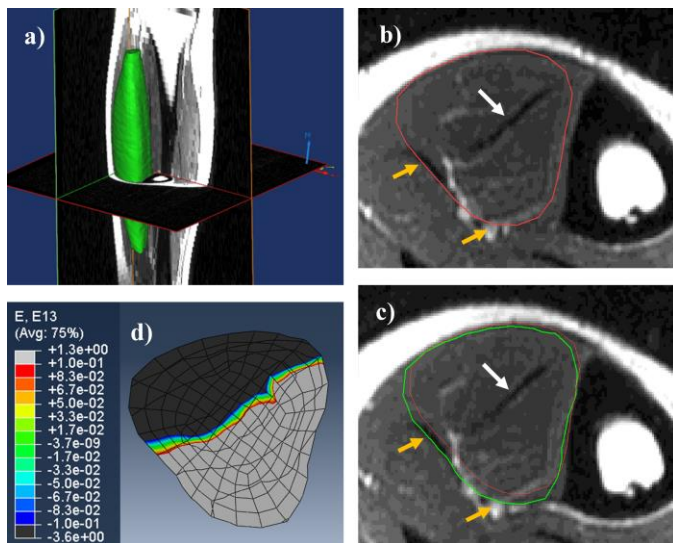 a)
b)
E, E13
(Avg: 75%)
d)
+1.3e+00
+1.0e-01
+8.3e-02
+6.7e-02
+5.0e-02
+3.3e-02
+1.7e-02
-3.7e-09
-1.7e-02
-3.3e-02
-5.0e-02
-6.7e-02
-8.3e-02
-1.0e-01
-3.6e+00
c)